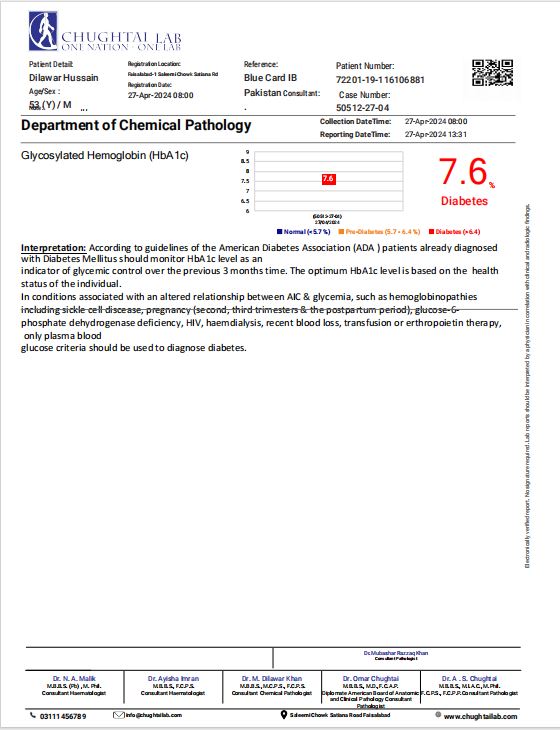 CHUGHTAI LAB
ONE NATION - ONE LAB
Patient Detail:
Dilawar Hussain
Age/Sex :
53 (Y) / M
Registration Location:
Faisalabad-1 Saleemi Chowk Satiana Rd
Registration Date:
27-Apr-2024 08:00
Reference:
Blue Card IB
Pakistan Consultant:
.
Patient Number:
72201-19-116106881
Case Number:
50512-27-04
Department of Chemical Pathology
Collection DateTime: 27-Apr-2024 08:00
Reporting DateTime: 27-Apr-2024 13:31
Glycosylated Hemoglobin (HbA1c)
9
8.5
8
7.5
7
6.5
6
7.6
(50512-27-04)
27/04/2024
Normal (<5.7%) Pre-Diabetes (5.7 - 6.4%) Diabetes (>6.4)
7.6%
Diabetes
Interpretation: According to guidelines of the American Diabetes Association (ADA ) patients already diagnosed
with Diabetes Mellitus should monitor HbA1c level as an
indicator of glycemic control over the previous 3 months time. The optimum HbA1c level is based on the health
status of the individual.
In conditions associated with an altered relationship between AIC & glycemia, such as hemoglobinopathies
including sickle cell disease, pregnancy (second, third trimesters & the postpartum period), glucose-6-
phosphate dehydrogenase deficiency, HIV, haemdialysis, recent blood loss, transfusion or erthropoietin therapy,
only plasma blood
glucose criteria should be used to diagnose diabetes.
Electronically verified report. No signature required. Lab reports should be interpreted by a physician in correlation with clinical and radiologic findings.
Dr. Mubashar Razzaq Khan
Consultant Pathologist
Dr. N. A. Malik
M.B.B.S. (Pb) , M. Phil.
Consultant Haematologist
Dr. Ayisha Imran
M.B.B.S., F.C.P.S.
Consultant Haematologist
Dr. M. Dilawar Khan
M.B.B.S., M.C.P.S., F.C.P.S.
Consultant Chemical Pathologist
Dr. Omar Chughtai
M.B.B.S., M.D., F.C.A.P.
Diplomate American Board of Anatomic
and Clinical Pathology Consultant
Pathologist
Dr. A . S. Chughtai
M.B.B.S., M.I.A.C., M. Phil.
F.C.P.S., F.C.P.P. Consultant Pathologist
03111456789
info@chughtailab.com
Saleemi Chowk Satiana Road Faisalabad
www.chughtailab.com